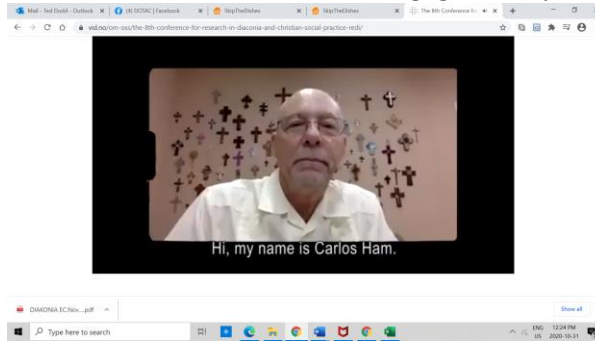 Mail - Ted Dodd - Outlook
(4) DOTAC | Facebook
SkipTheDishes
SkipTheDishes
The 8th Conference fo
vid.no/om-oss/the-8th-conference-for-research-in-diaconia-and-christian-social-practice-redi/
Hi, my name is Carlos Ham.
DIAKONIA EC:Nov....pdf
Show all
Type here to search
ENG
US
12:24 PM
2020-10-31